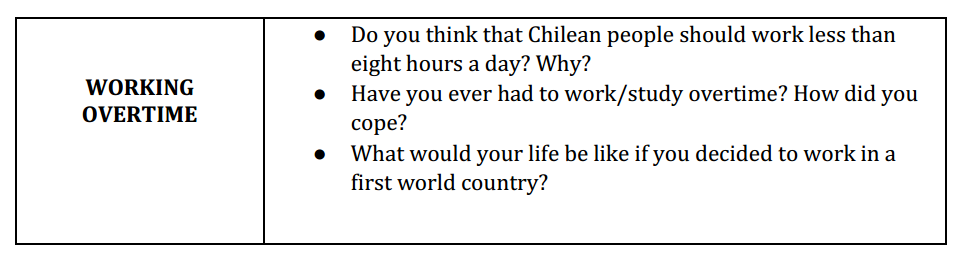 WORKING
OVERTIME
● Do you think that Chilean people should work less than
eight hours a day? Why?
● Have you ever had to work/study overtime? How did you
cope?
● What would your life be like if you decided to work in a
first world country?